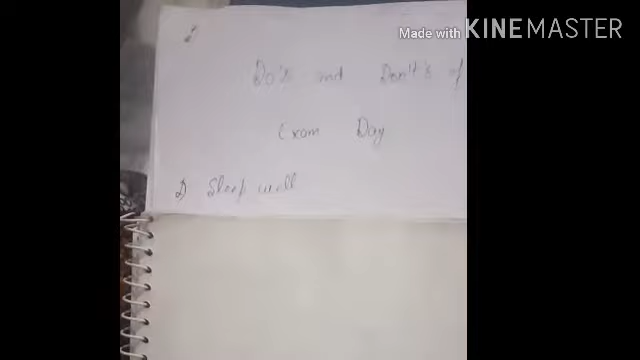 Made with KINEMASTER
Do's and Don't's of
Exam Day
1) Sleep well